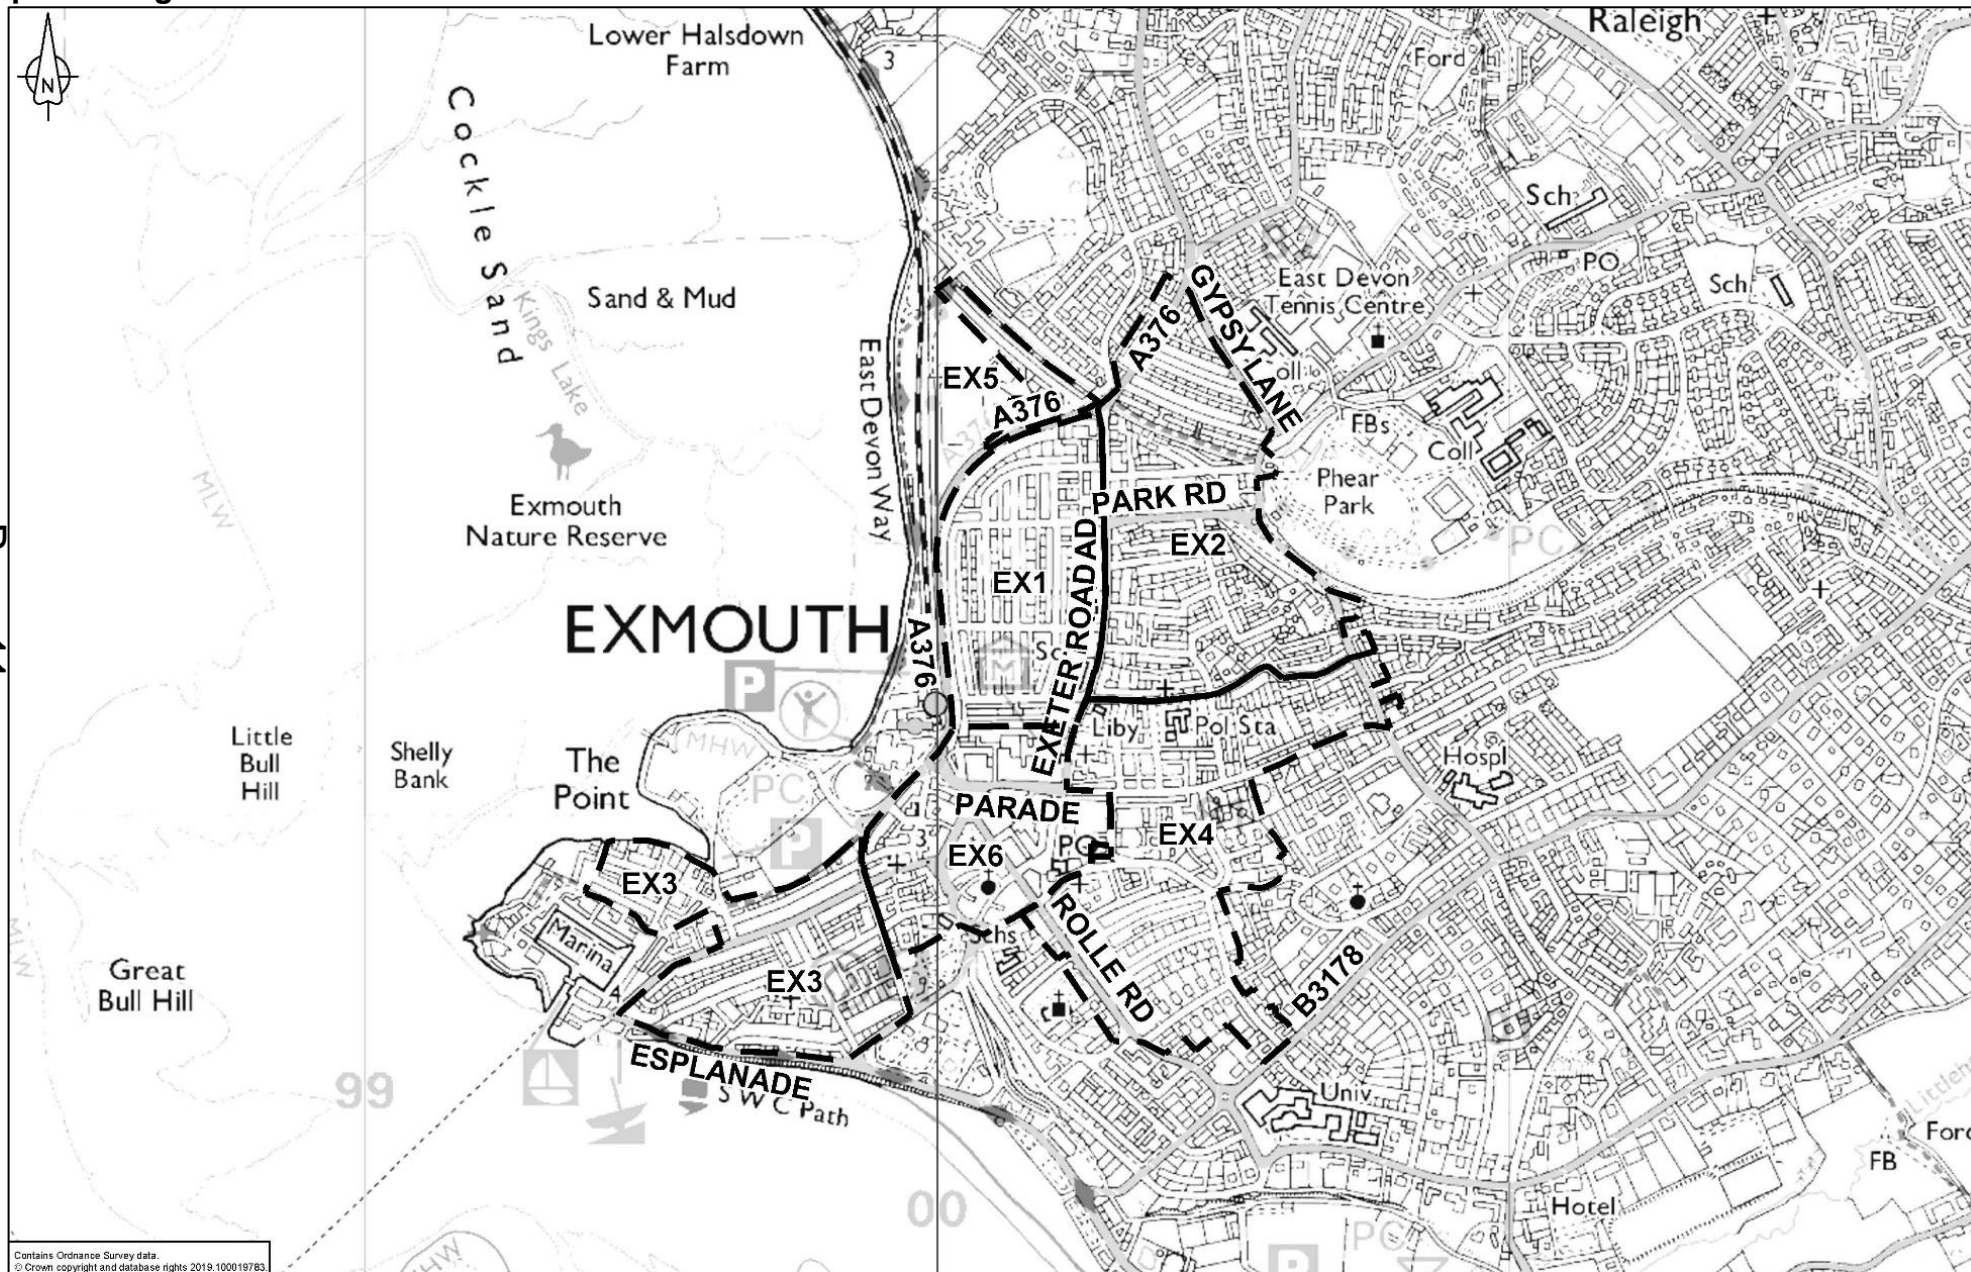 Raleigh
Lower Halsdown
Farm
3
Ford
N
Cockle Sand
Sch
PO
Sch
East Devon
Tennis Centre
GYPSY LANE
Sand & Mud
Kings Lake
A376
East Devon Way
EX5
A376
FBs
Coll
Phear
Park
MLW
Exmouth
Nature Reserve
PARK RD
PC
EX2
EX1
EXMOUTH
A376
M
P
EXETER ROAD
Liby
Pol Sta
Little
Bull
Hill
Shelly
Bank
The
Point
MHW
PC
P
Hospl
PARADE
EX4
EX6
PO
EX3
ROLLE RD
Marina
Schs
Great
Bull Hill
EX3
B3178
ESPLANADE
S W C Path
99
Univ
FB
00
Hotel
PC
P
Contains Ordnance Survey data.
© Crown copyright and database rights 2019.100019783.